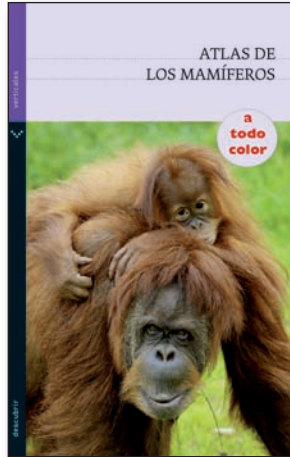 ATLAS DE
LOS MAMÍFEROS
a
todo
color
verticales
descubrir